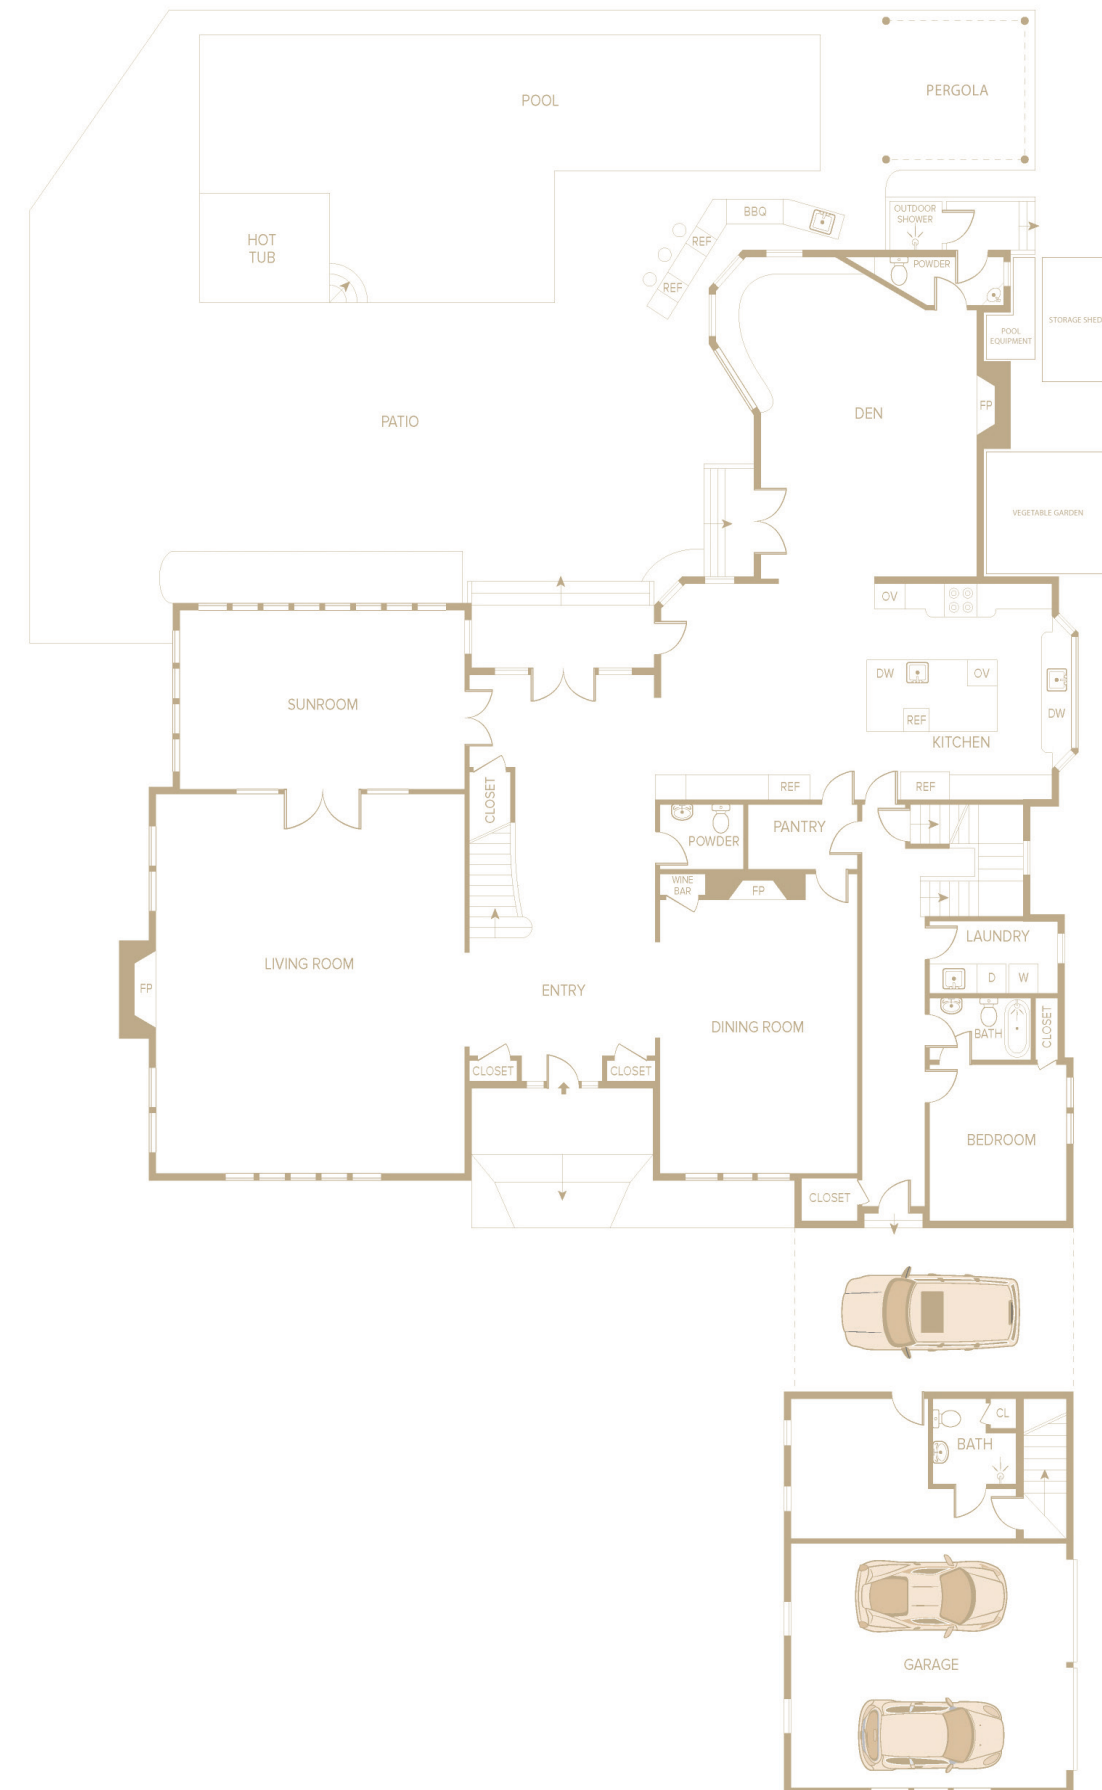 POOL
PERGOLA
HOT
TUB
OUTDOOR
SHOWER
BBQ
REF
REF
POWDER
POOL
EQUIPMENT
STORAGE SHED
PATIO
DEN
FP
VEGETABLE GARDEN
OV
SUNROOM
DW
OV
REF
DW
KITCHEN
CLOSET
REF
REF
POWDER
PANTRY
WINE
BAR
FP
LAUNDRY
LIVING ROOM
FP
ENTRY
D
W
DINING ROOM
BATH
CLOSET
CLOSET
CLOSET
BEDROOM
CLOSET
CL
BATH
GARAGE